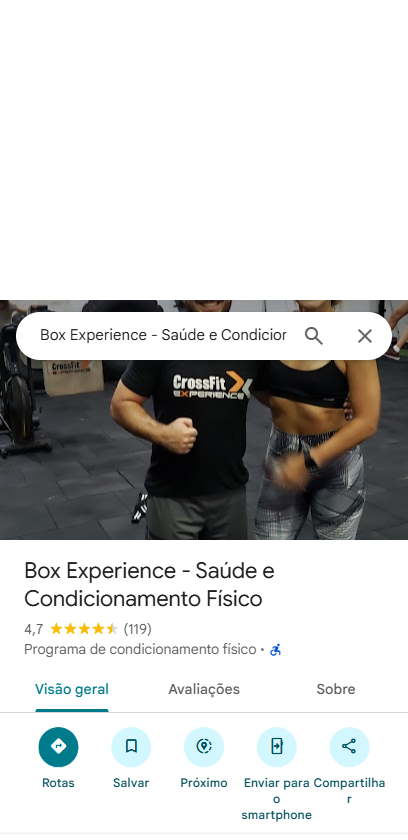 Box Experience - Saúde e Condicior
CrossFit
CrossFit
EXPERIENCE
Box Experience - Saúde e
Condicionamento Físico
4,7 (119)
Programa de condicionamento físico ·
Visão geral Avaliações Sobre
Rotas Salvar Próximo Enviar para o smartphone Compartilhar